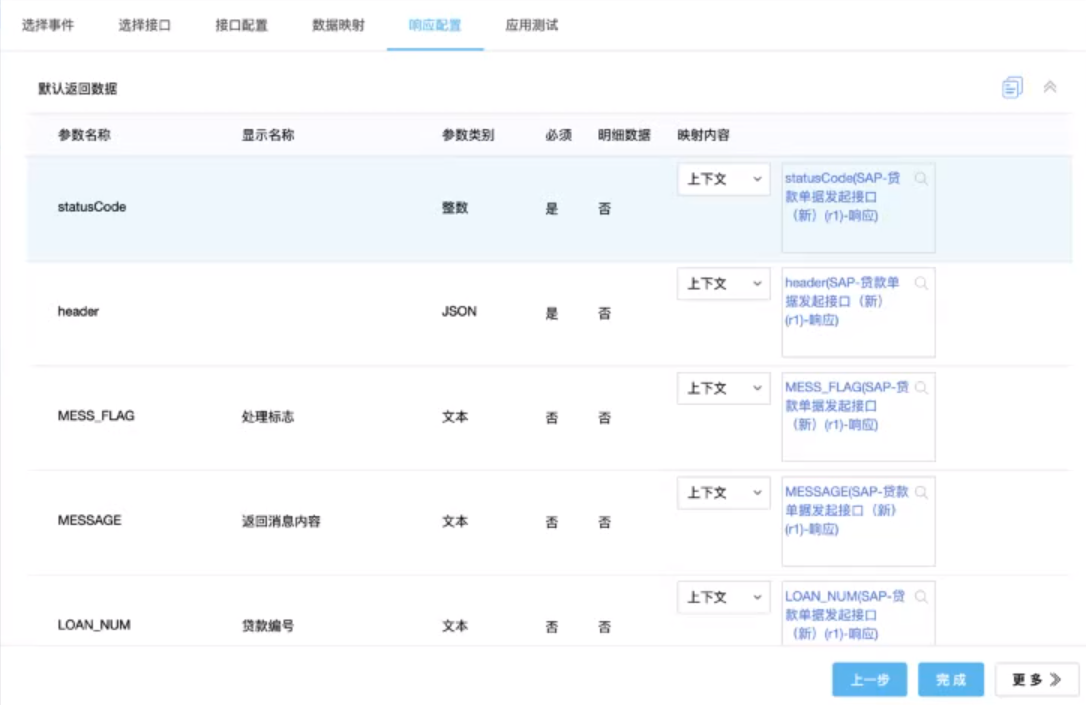 选择事件 选择接口 接口配置 数据映射 响应配置 应用测试
默认返回数据
参数名称 显示名称 参数类别 必须 明细数据 映射内容
statusCode 整数 是 否 上下文
statusCode(SAP-贷
款单据发起接口
（新）(r1)-响应)
header JSON 是 否 上下文
header(SAP-贷款单
据发起接口（新）
(r1)-响应)
MESS_FLAG 处理标志 文本 否 否 上下文
MESS_FLAG(SAP-贷
款单据发起接口
（新）(r1)-响应)
MESSAGE 返回消息内容 文本 否 否 上下文
MESSAGE(SAP-贷款
单据发起接口（新）
(r1)-响应)
LOAN_NUM 贷款编号 文本 否 否 上下文
LOAN_NUM(SAP-贷
款单据发起接口
（新）(r1)-响应)
上一步 完成 更多